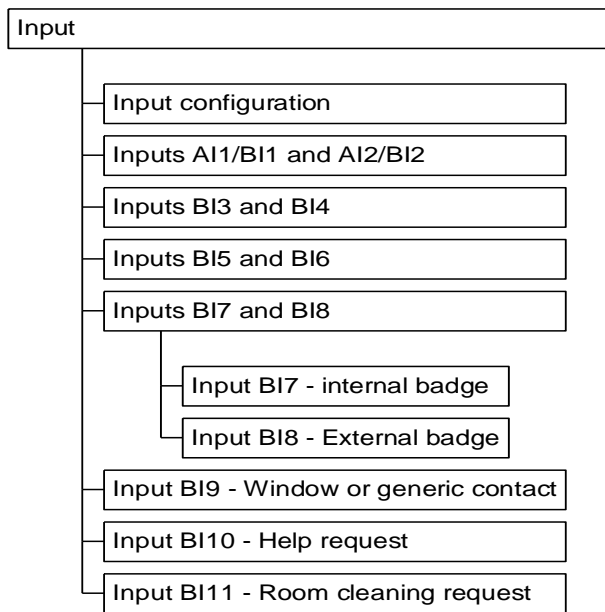 Input
Input configuration
Inputs AI1/BI1 and AI2/BI2
Inputs BI3 and BI4
Inputs BI5 and BI6
Inputs BI7 and BI8
Input BI7 - internal badge
Input BI8 - External badge
Input BI9 - Window or generic contact
Input BI10 - Help request
Input BI11 - Room cleaning request